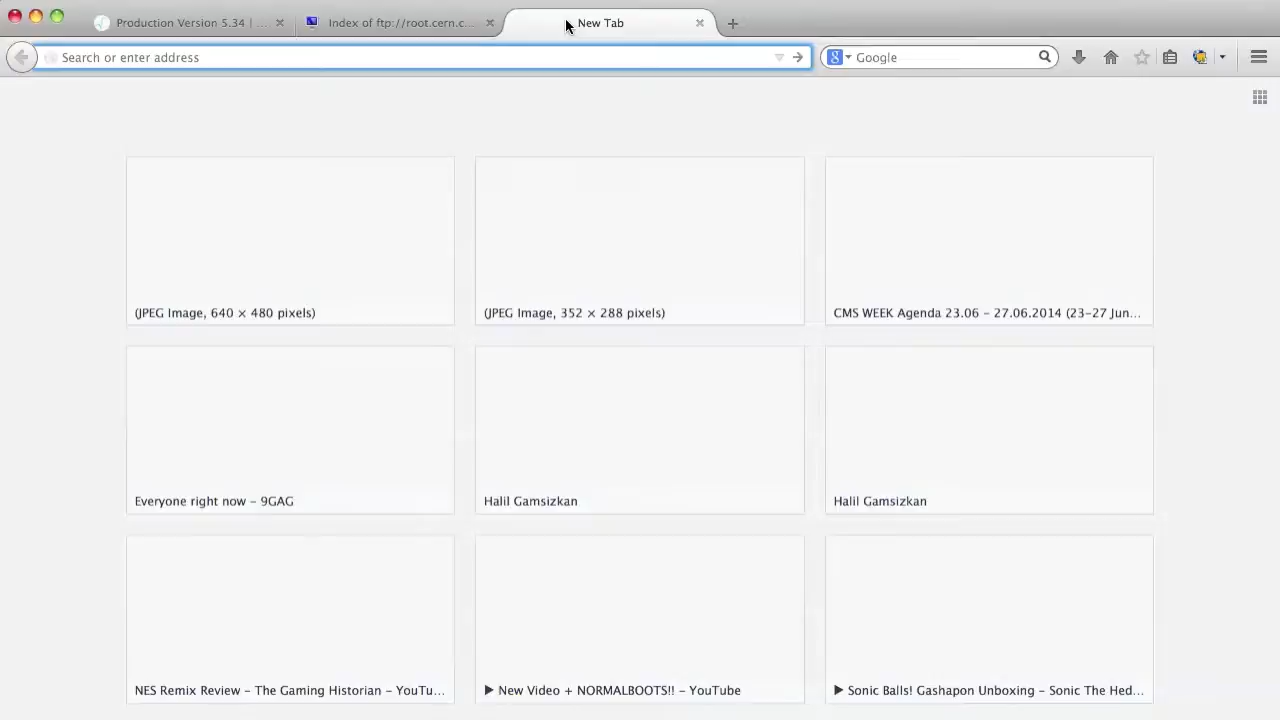 Production Version 5.34 | ...
Index of ftp://root.cern.c...
New Tab
Search or enter address
Google
(JPEG Image, 640 × 480 pixels)
(JPEG Image, 352 × 288 pixels)
CMS WEEK Agenda 23.06 – 27.06.2014 (23–27 Jun...
Everyone right now – 9GAG
Halil Gamsizkan
Halil Gamsizkan
NES Remix Review – The Gaming Historian – YouTu...
▶ New Video + NORMALBOOTS!! – YouTube
▶ Sonic Balls! Gashapon Unboxing – Sonic The Hed...